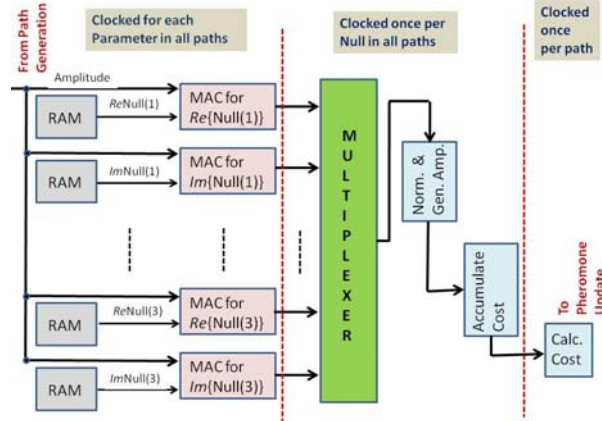 From Path
Generation
Clocked for each
Parameter in all paths
Clocked once per
Null in all paths
Clocked
once
per path
Amplitude
RAM
ReNull(1)
MAC for
Re{Null(1)}
RAM
ImNull(1)
MAC for
Im{Null(1)}
RAM
ReNull(3)
MAC for
Re{Null(3)}
RAM
ImNull(3)
MAC for
Im{Null(3)}
MULTIPLEXER
Norm. &
Gen. Amp.
Accumulate
Cost
Calc.
Cost
To
Pheromone
Update